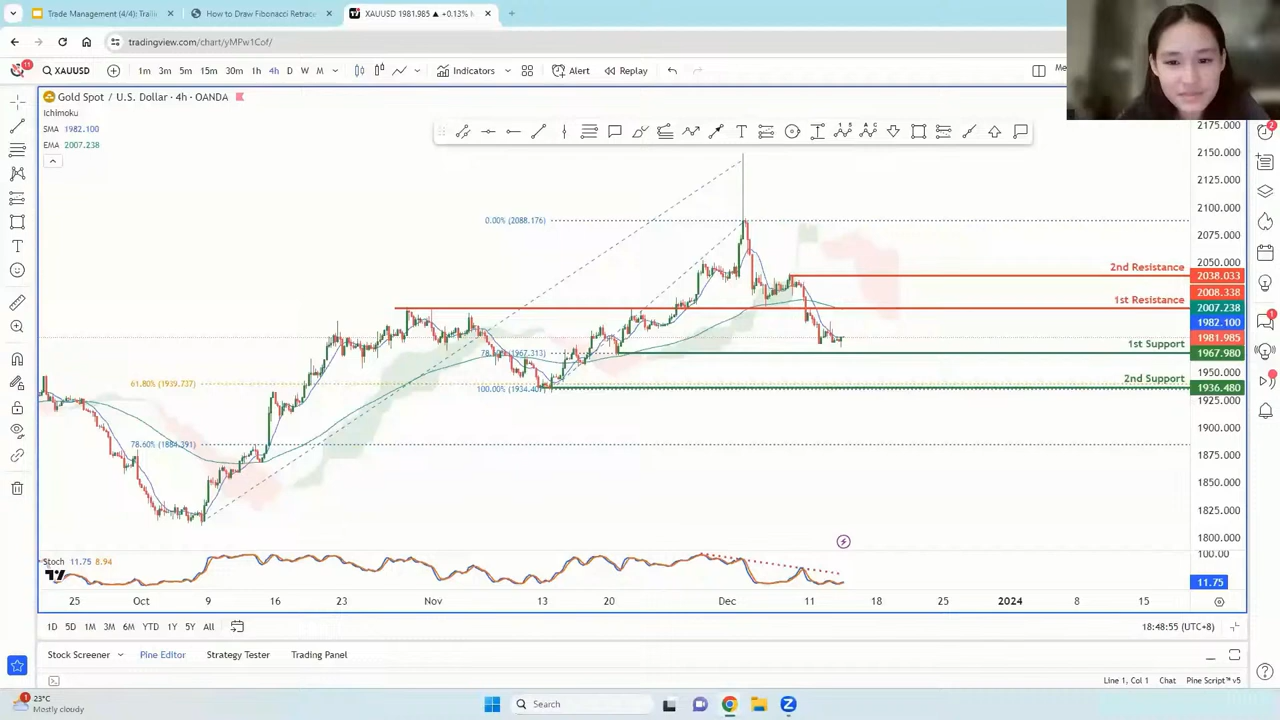 Trade Management (4/4): Traili
How to Draw Fibonacci Retrace
XAUUSD 1981.985 ▲ +0.13%
tradingview.com/chart/yMPw1Cof/
11
XAUUSD
1m 3m 5m 15m 30m 1h 4h D W M
Indicators
Alert
Replay
Gold Spot / U.S. Dollar · 4h · OANDA
Ichimoku
SMA 1982.100
EMA 2007.238
2175.000
2150.000
2125.000
2100.000
0.00% (2088.176)
2075.000
2050.000
2nd Resistance 2038.033
2008.338
1st Resistance 2007.238
1982.100
1981.985
1st Support 1967.980
78. (1967.313)
1950.000
2nd Support 1936.480
61.80% (1939.737)
100.00% (1934.407)
1925.000
1900.000
78.60% (1884.391)
1875.000
1850.000
1825.000
1800.000
100.00
Stoch 11.75 8.94
11.75
25 Oct 9 16 23 Nov 13 20 Dec 11 18 25 2024 8 15
1D 5D 1M 3M 6M YTD 1Y 5Y All
18:48:55 (UTC+8)
Stock Screener Pine Editor Strategy Tester Trading Panel
Line 1, Col 1 Chat Pine Script™ v5
23°C
Mostly cloudy
Search